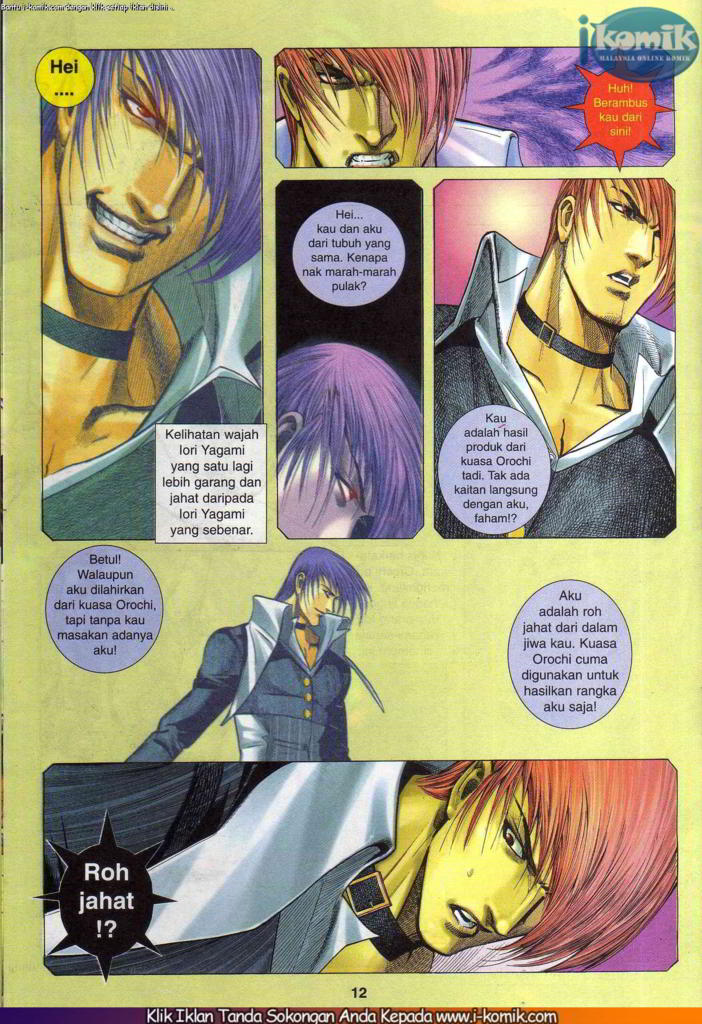 Bantu i-komik.com dengan klik setiap iklan disini ..
i komik
MALAYSIA ONLINE KOMIK
Hei
....
Huh!
Berambus
kau dari
sini!
Hei...
kau dan aku
dari tubuh yang
sama. Kenapa
nak marah-marah
pulak?
Kau
adalah hasil
produk dari
kuasa Orochi
tadi. Tak ada
kaitan langsung
dengan aku,
faham!?
Kelihatan wajah
Iori Yagami
yang satu lagi
lebih garang dan
jahat daripada
Iori Yagami
yang sebenar.
Betul!
Walaupun
aku dilahirkan
dari kuasa Orochi,
tapi tanpa kau
masakan adanya
aku!
Aku
adalah roh
jahat dari dalam
jiwa kau. Kuasa
Orochi cuma
digunakan untuk
hasilkan rangka
aku saja!
Roh
jahat
!?
12
Klik Iklan Tanda Sokongan Anda Kepada www.i-komik.com